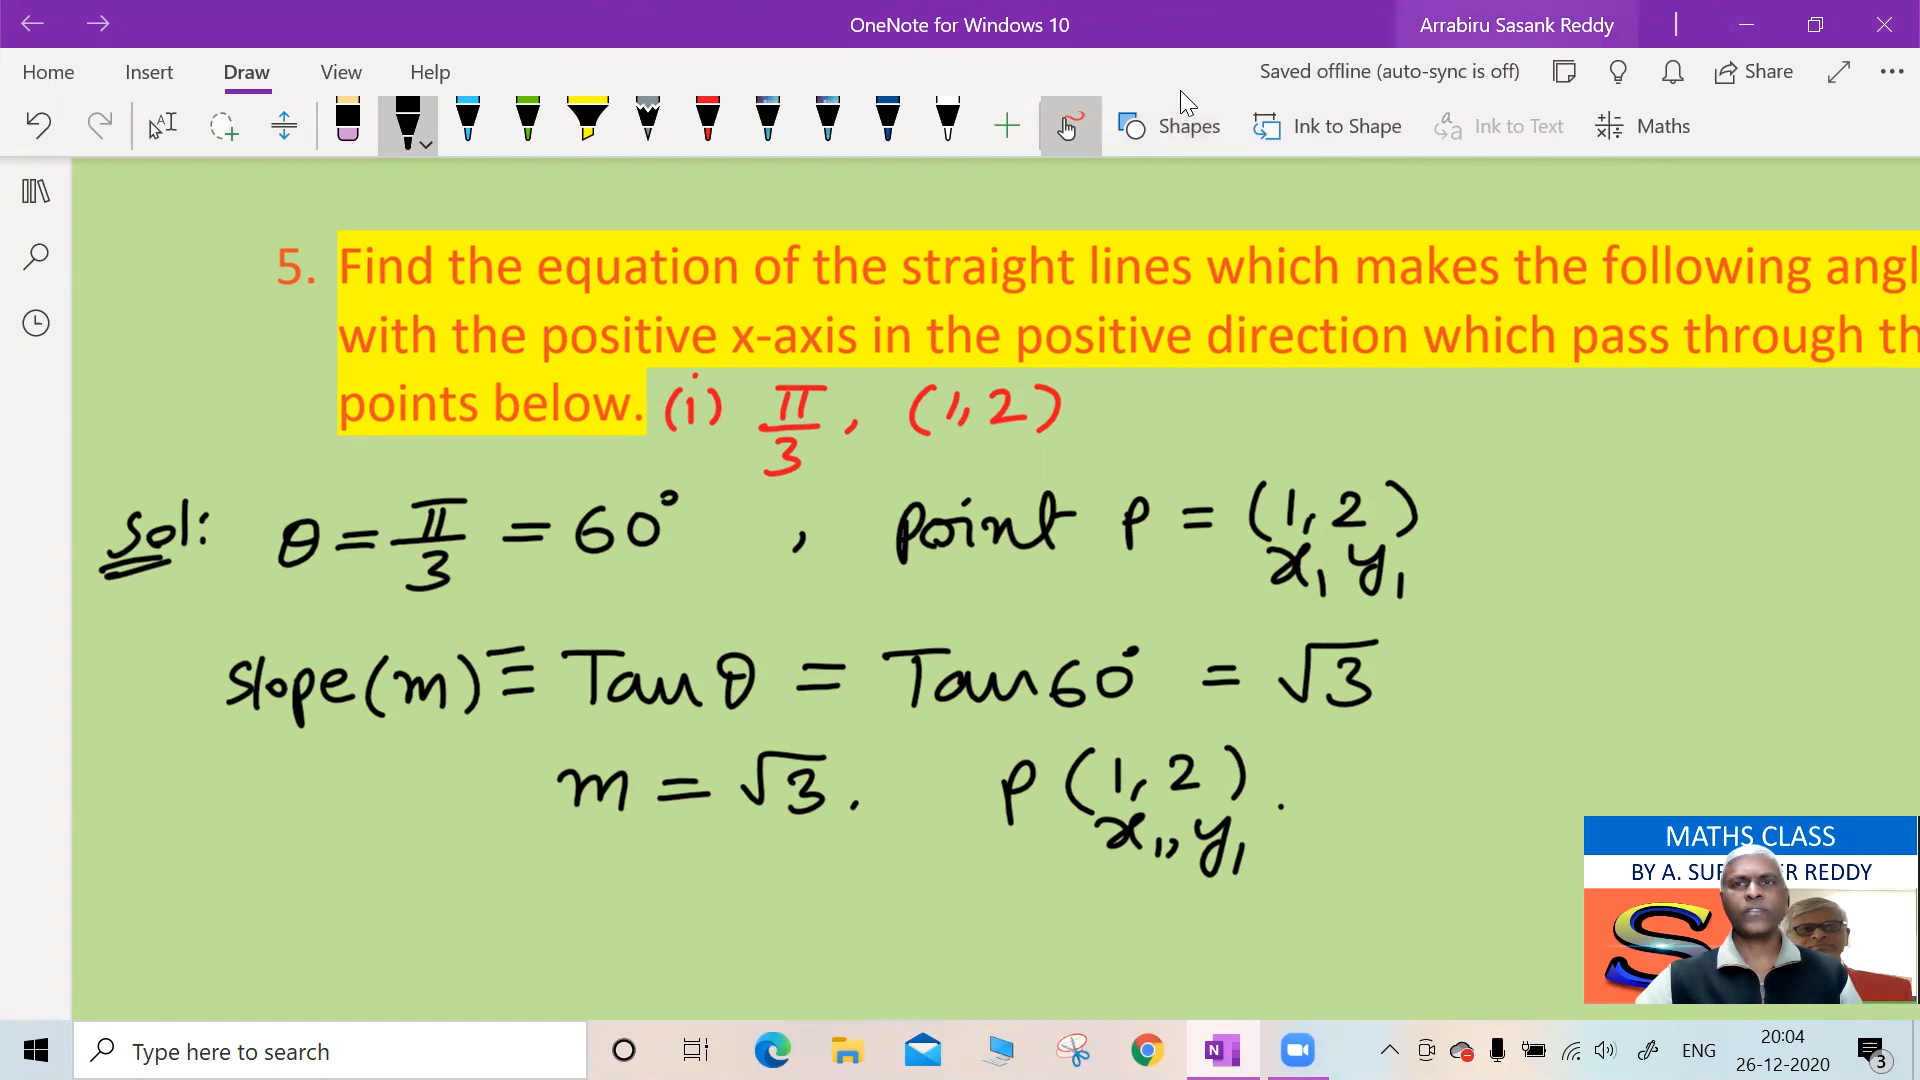 OneNote for Windows 10
Arrabiru Sasank Reddy
Home Insert Draw View Help
Saved offline (auto-sync is off)
Share
Shapes
Ink to Shape
Ink to Text
Maths
5. Find the equation of the straight lines which makes the following angl
with the positive x-axis in the positive direction which pass through th
points below. (i) π/3, (1, 2)
Sol: θ = π/3 = 60°, point P = (1, 2)
x₁ y₁
Slope(m) = Tan θ = Tan 60° = √3
m = √3. P (1, 2).
x₁, y₁
MATHS CLASS
BY A. SU R REDDY
S
Type here to search
ENG
20:04
26-12-2020
3